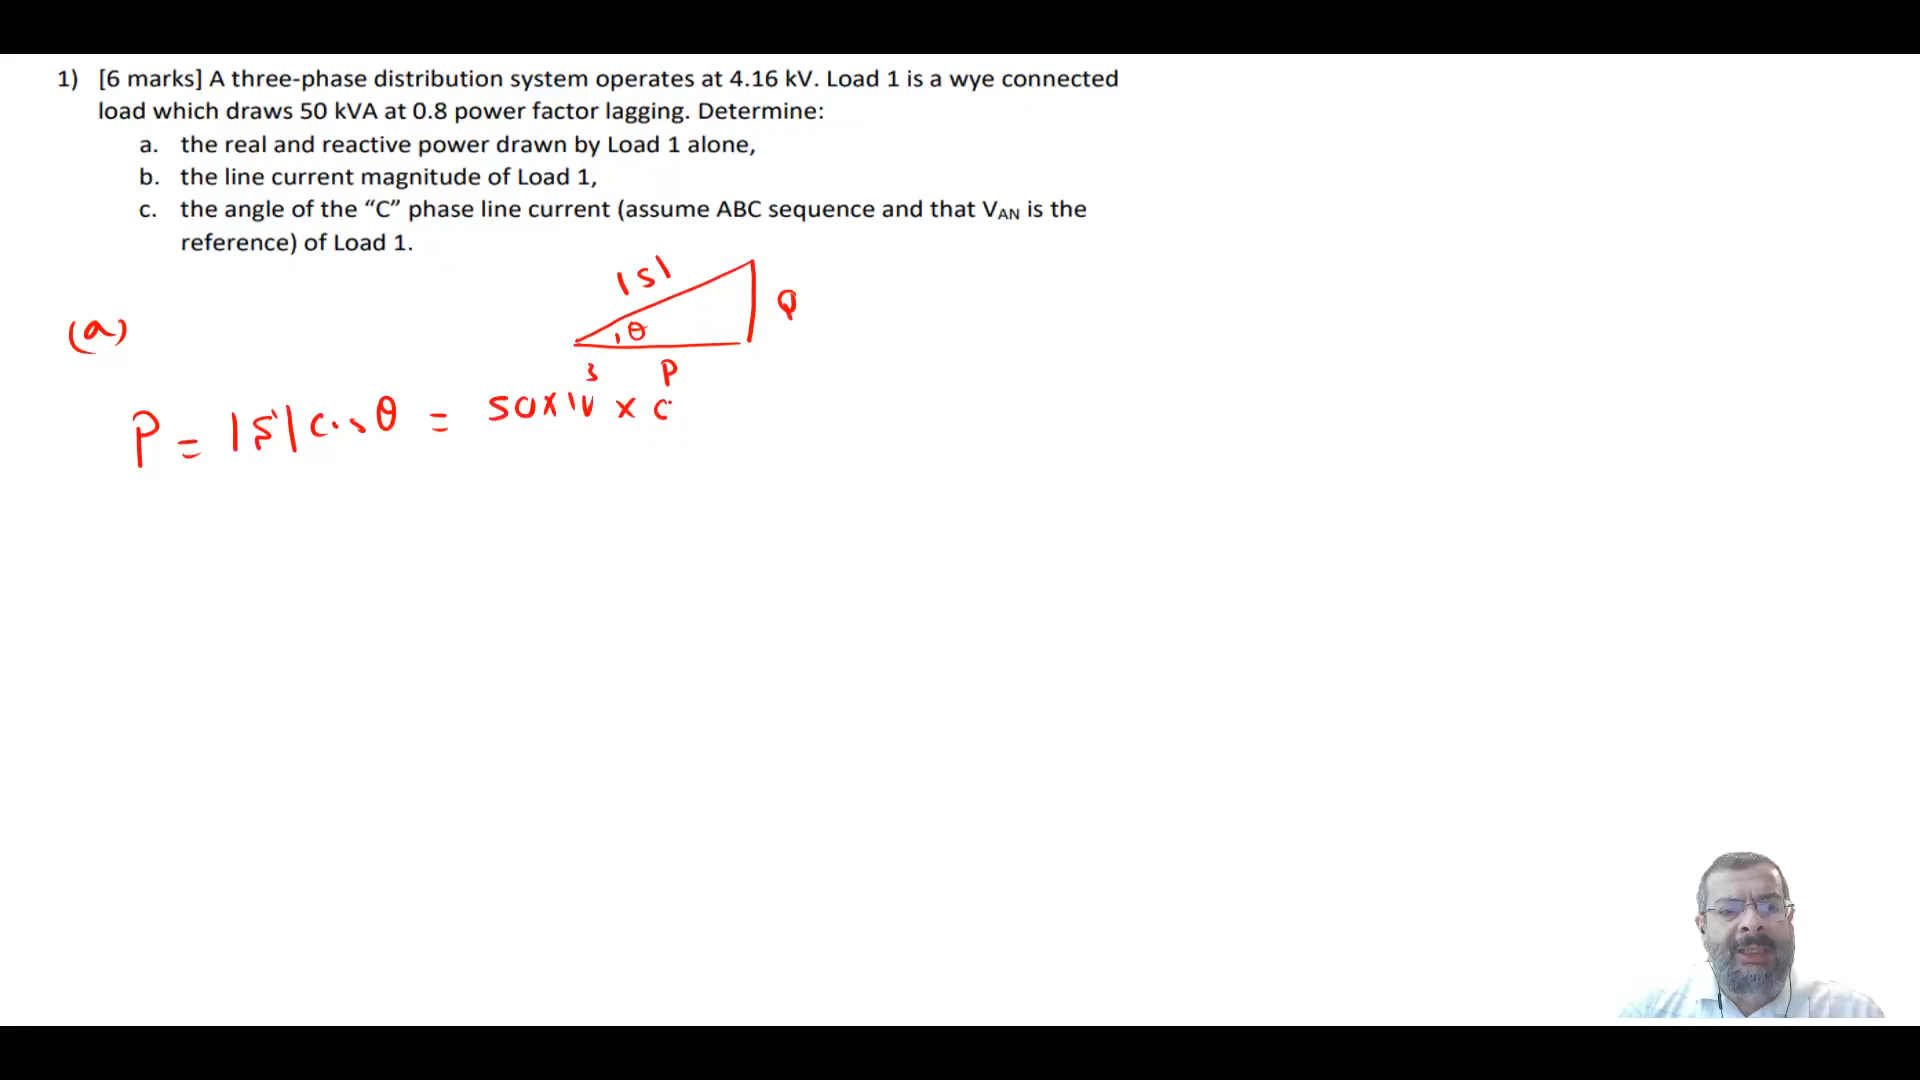 1) [6 marks] A three-phase distribution system operates at 4.16 kV. Load 1 is a wye connected
load which draws 50 kVA at 0.8 power factor lagging. Determine:
a. the real and reactive power drawn by Load 1 alone,
b. the line current magnitude of Load 1,
c. the angle of the “C” phase line current (assume ABC sequence and that VAN is the
reference) of Load 1.
|S|
Q
(a)
θ
P
P = |S| cos θ = 50 × 10³ × 0